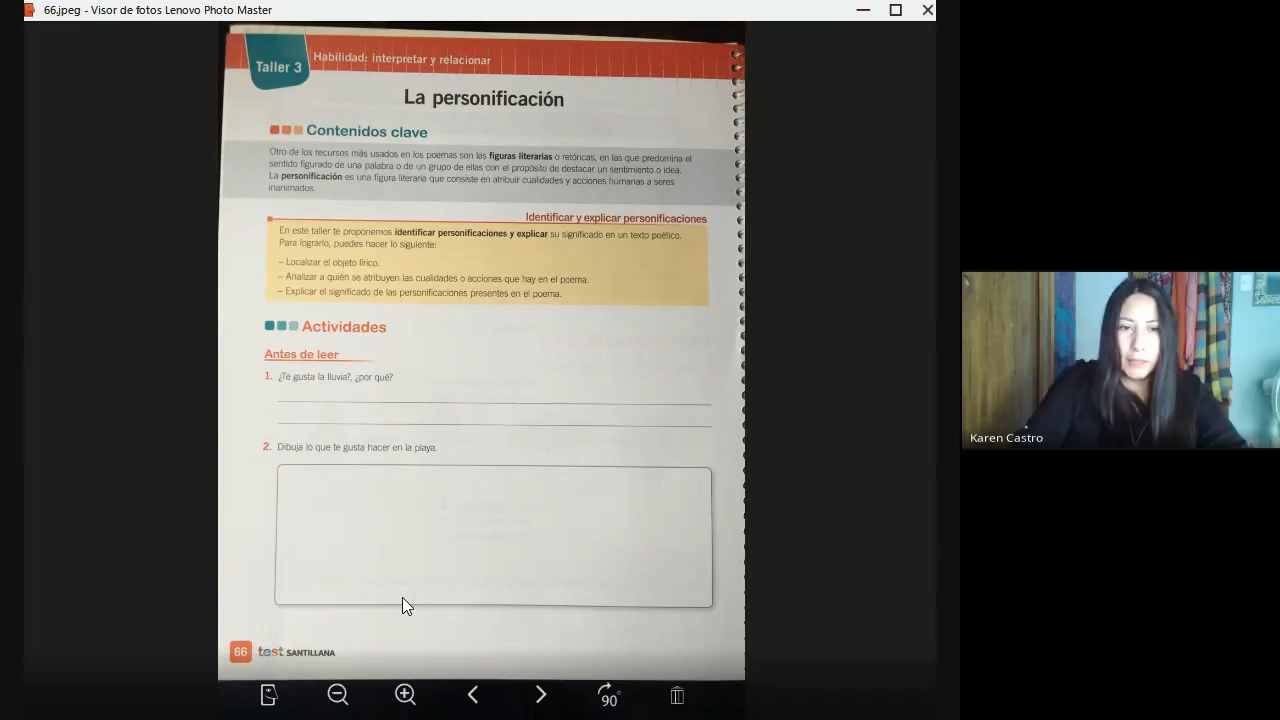 66.jpeg - Visor de fotos Lenovo Photo Master
Taller 3
Habilidad: interpretar y relacionar
La personificación
Contenidos clave
Otro de los recursos más usados en los poemas son las figuras literarias o retóricas, en las que predomina el
sentido figurado de una palabra o de un grupo de ellas con el propósito de destacar un sentimiento o idea.
La personificación es una figura literaria que consiste en atribuir cualidades y acciones humanas a seres
inanimados.
Identificar y explicar personificaciones
En este taller te proponemos identificar personificaciones y explicar su significado en un texto poético.
Para lograrlo, puedes hacer lo siguiente:
– Localizar el objeto lírico.
– Analizar a quién se atribuyen las cualidades o acciones que hay en el poema.
– Explicar el significado de las personificaciones presentes en el poema.
Actividades
Antes de leer
1. ¿Te gusta la lluvia?, ¿por qué?
2. Dibuja lo que te gusta hacer en la playa.
66 test SANTILLANA
90°
Karen Castro